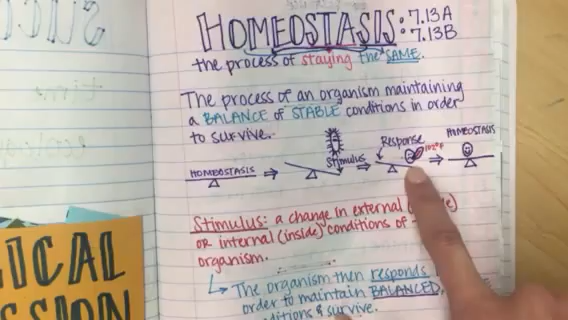 HOMEOSTASIS: 7.13A
: 7.13B
the process of staying the SAME.
The process of an organism maintaining
a BALANCE of STABLE conditions in order
to survive.
HOMEOSTASIS
Stimulus
Response
102°F
HOMEOSTASIS
Stimulus: a change in external
OR internal (inside) conditions of
organism.
The organism then responds
order to maintain BALANCED,
& survive.
ICAL
SSION